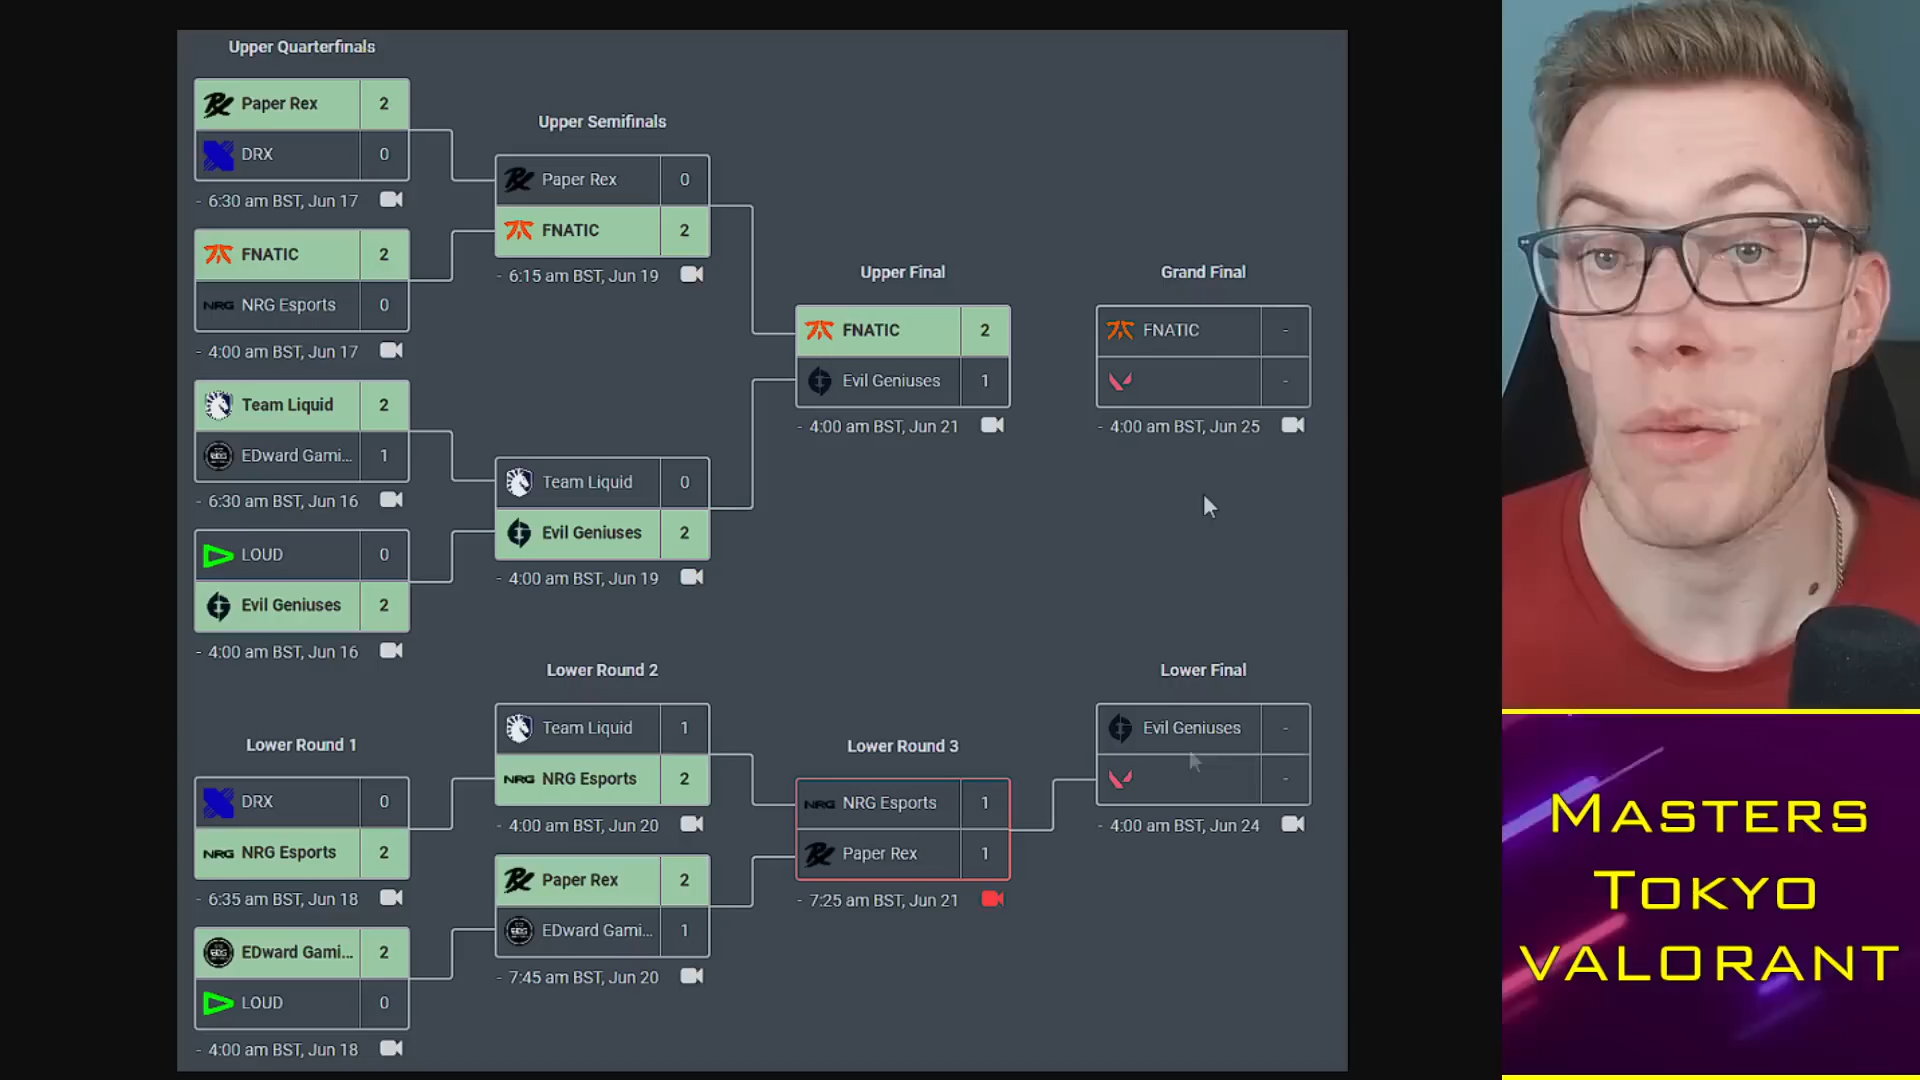 Upper Quarterfinals
Paper Rex 2
DRX 0
- 6:30 am BST, Jun 17
FNATIC 2
NRG NRG Esports 0
- 4:00 am BST, Jun 17
Team Liquid 2
EDward Gami... 1
- 6:30 am BST, Jun 16
LOUD 0
Evil Geniuses 2
- 4:00 am BST, Jun 16
Upper Semifinals
Paper Rex 0
FNATIC 2
- 6:15 am BST, Jun 19
Team Liquid 0
Evil Geniuses 2
- 4:00 am BST, Jun 19
Upper Final
FNATIC 2
Evil Geniuses 1
- 4:00 am BST, Jun 21
Grand Final
FNATIC -
-
- 4:00 am BST, Jun 25
Lower Round 1
DRX 0
NRG NRG Esports 2
- 6:35 am BST, Jun 18
EDG EDward Gami... 2
LOUD 0
- 4:00 am BST, Jun 18
Lower Round 2
Team Liquid 1
NRG NRG Esports 2
- 4:00 am BST, Jun 20
Paper Rex 2
EDG EDward Gami... 1
- 7:45 am BST, Jun 20
Lower Round 3
NRG NRG Esports 1
Paper Rex 1
- 7:25 am BST, Jun 21
Lower Final
Evil Geniuses -
-
- 4:00 am BST, Jun 24
MASTERS
TOKYO
VALORANT